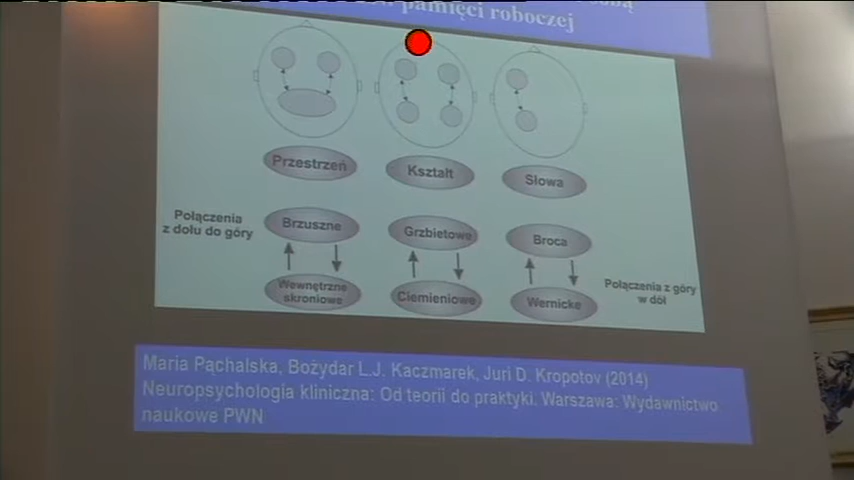 pamięci roboczej
Przestrzeń
Kształt
Słowa
Połączenia
z dołu do góry
Brzuszne
Grzbietowe
Broca
Wewnętrzne
skroniowe
Ciemieniowe
Wernicke
Połączenia z góry
w dół
Maria Pąchalska, Bożydar L.J. Kaczmarek, Juri D. Kropotov (2014)
Neuropsychologia kliniczna: Od teorii do praktyki. Warszawa: Wydawnictwo
naukowe PWN